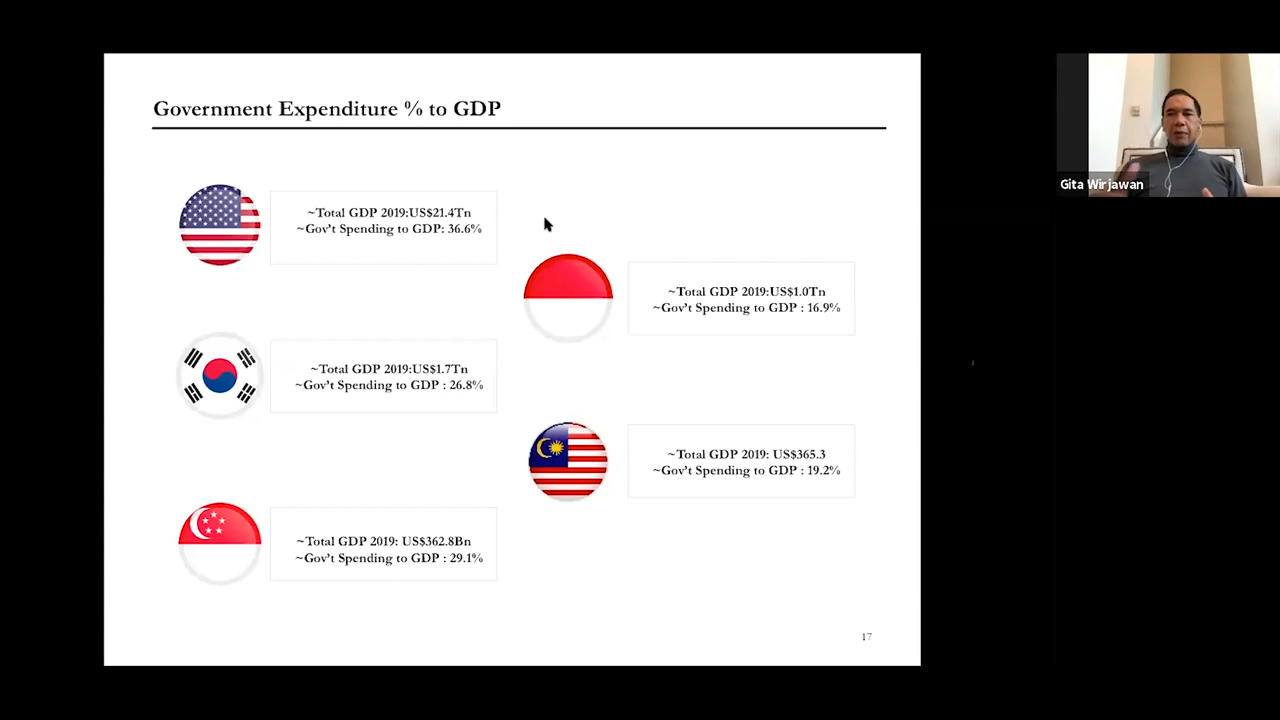 Government Expenditure % to GDP
~Total GDP 2019:US$21.4Tn
~Gov't Spending to GDP: 36.6%
~Total GDP 2019:US$1.0Tn
~Gov't Spending to GDP : 16.9%
~Total GDP 2019:US$1.7Tn
~Gov't Spending to GDP : 26.8%
~Total GDP 2019: US$365.3
~Gov't Spending to GDP : 19.2%
~Total GDP 2019: US$362.8Bn
~Gov't Spending to GDP : 29.1%
17
Gita Wirjawan